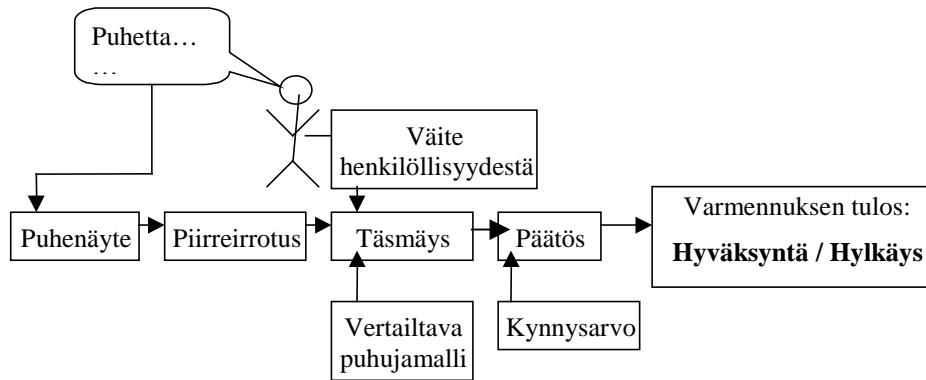 Puhetta…
…
Väite
henkilöllisyydestä
Puhenäyte
Piirreirrotus
Täsmäys
Päätös
Varmennuksen tulos:
Hyväksyntä / Hylkäys
Vertailtava
puhujamalli
Kynnysarvo